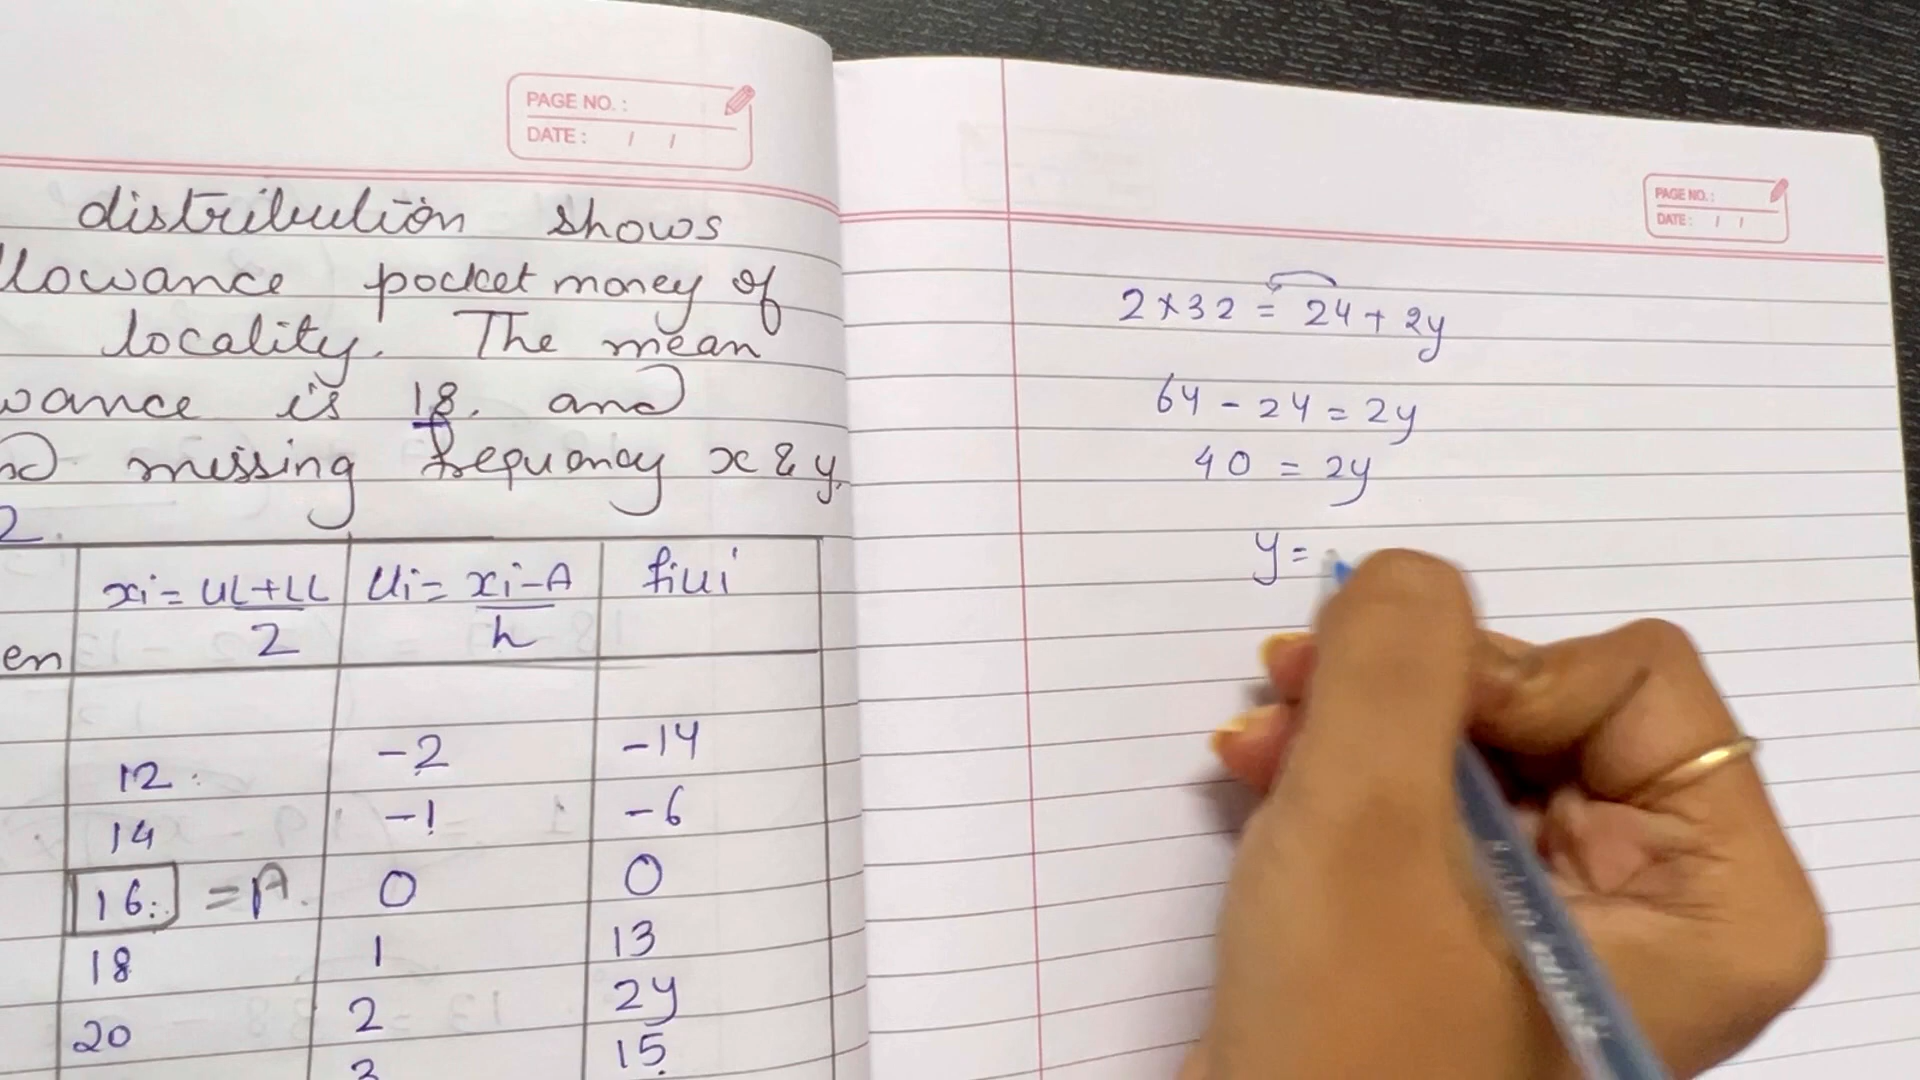 PAGE NO. :
DATE : / /
distribution shows
llowance pocket money of
locality. The mean
wance is 18. and
missing frequency x & y.
2.
xi = UL+LL/2 ui = xi-A/h fiui
en
12 -2 -14
14 -1 -6
16 = A. 0 0
18 1 13
20 2 2y
3 15
PAGE NO. :
DATE : / /
2×32 = 24 + 2y
64 - 24 = 2y
40 = 2y
y =